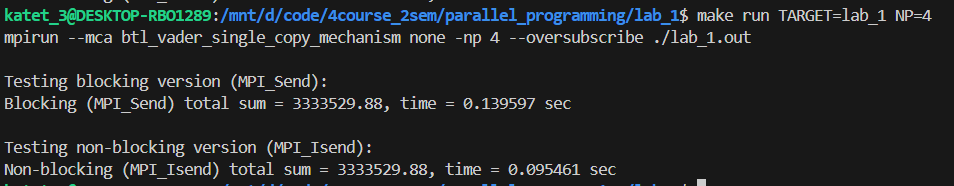 katet_3@DESKTOP-RBO1289:/mnt/d/code/4course_2sem/parallel_programming/lab_1$ make run TARGET=lab_1 NP=4
mpirun --mca btl_vader_single_copy_mechanism none -np 4 --oversubscribe ./lab_1.out
Testing blocking version (MPI_Send):
Blocking (MPI_Send) total sum = 3333529.88, time = 0.139597 sec
Testing non-blocking version (MPI_Isend):
Non-blocking (MPI_Isend) total sum = 3333529.88, time = 0.095461 sec